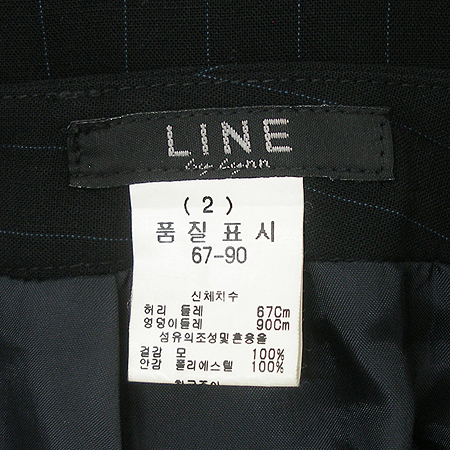 LINE
by Lynn
( 2 )
품 질 표 시
67-90
신체치수
허리 둘레 67Cm
엉덩이둘레 90Cm
섬유의조성및혼용율
겉감 모 100%
안감 폴리에스텔 100%